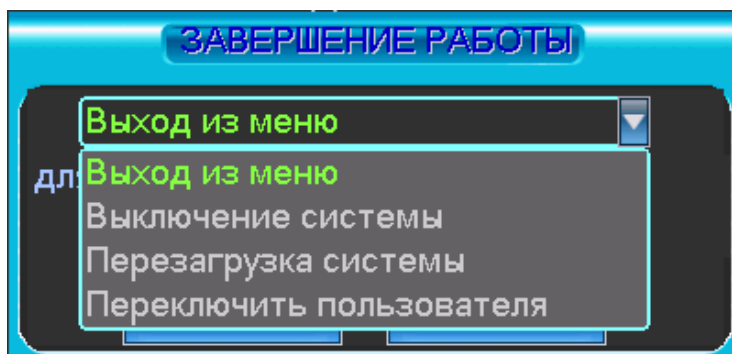 ЗАВЕРШЕНИЕ РАБОТЫ
Выход из меню
Выход из меню
Выключение системы
Перезагрузка системы
Переключить пользователя